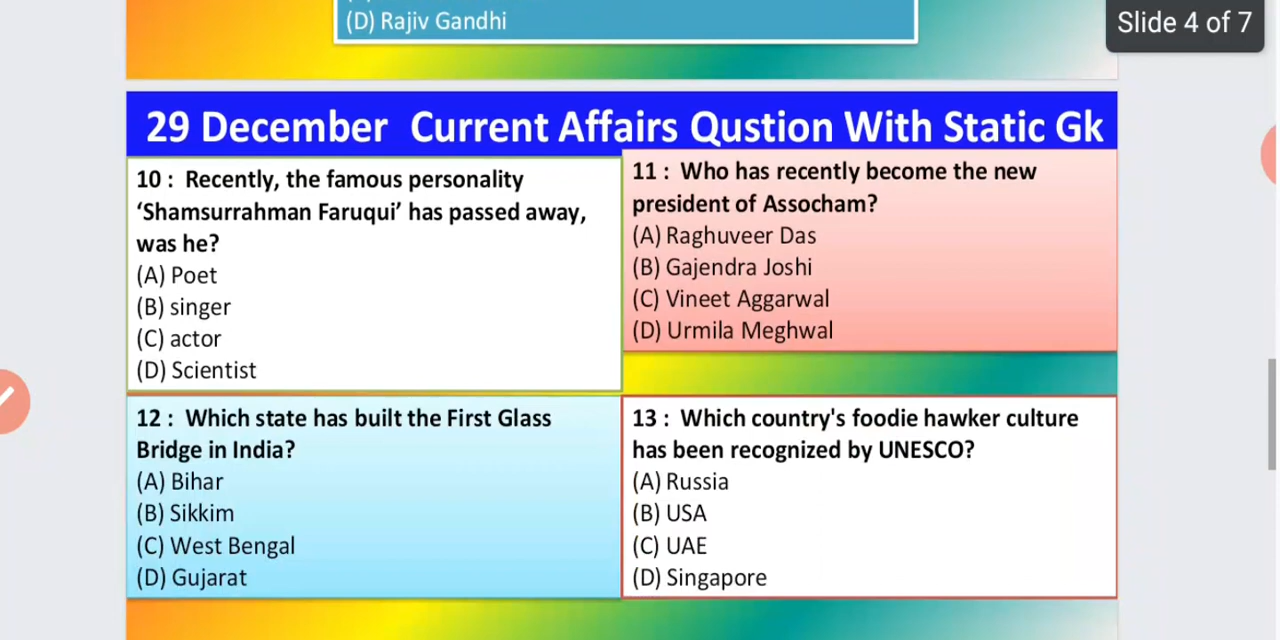 (D) Rajiv Gandhi
Slide 4 of 7
29 December Current Affairs Qustion With Static Gk
10 : Recently, the famous personality
‘Shamsurrahman Faruqui’ has passed away,
was he?
(A) Poet
(B) singer
(C) actor
(D) Scientist
11 : Who has recently become the new
president of Assocham?
(A) Raghuveer Das
(B) Gajendra Joshi
(C) Vineet Aggarwal
(D) Urmila Meghwal
12 : Which state has built the First Glass
Bridge in India?
(A) Bihar
(B) Sikkim
(C) West Bengal
(D) Gujarat
13 : Which country's foodie hawker culture
has been recognized by UNESCO?
(A) Russia
(B) USA
(C) UAE
(D) Singapore